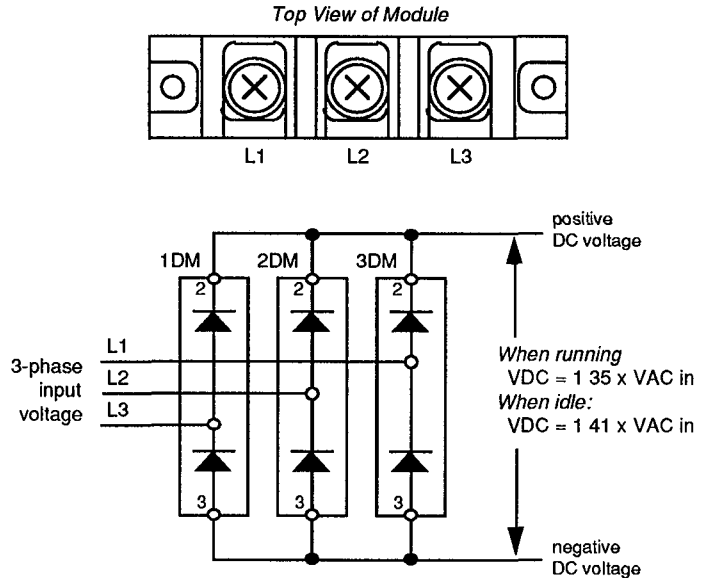 Top View of Module
L1 L2 L3
positive
DC voltage
1DM 2DM 3DM
2 2 2
L1
3-phase
input
voltage
L2
L3
When running
VDC = 1 35 x VAC in
When idle:
VDC = 1 41 x VAC in
3 3 3
negative
DC voltage